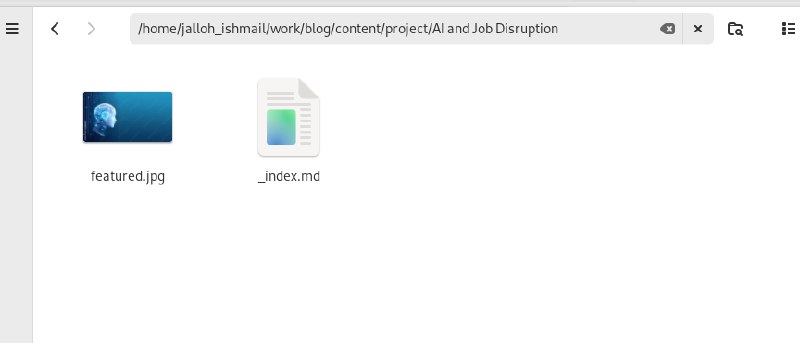 /home/jalloh_ishmail/work/blog/content/project/AI and Job Disruption
featured.jpg
_index.md